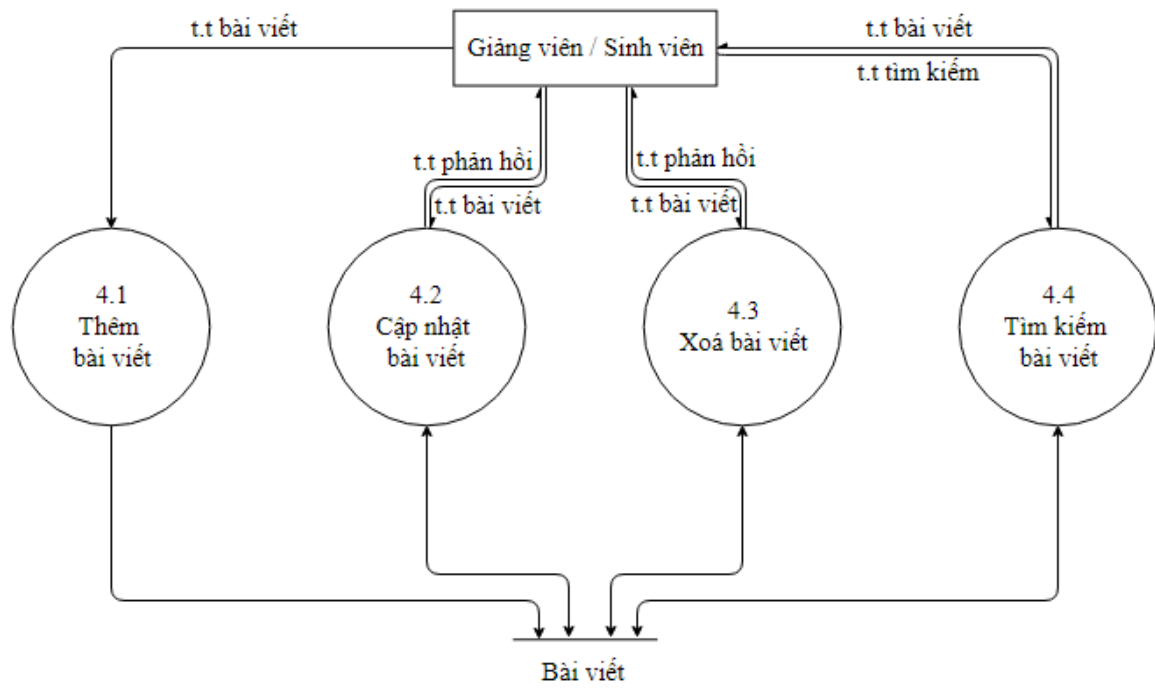 t.t bài viết
Giảng viên / Sinh viên
t.t bài viết
t.t tìm kiếm
t.t phản hồi
t.t phản hồi
t.t bài viết
t.t bài viết
4.1
Thêm
bài viết
4.2
Cập nhật
bài viết
4.3
Xoá bài viết
4.4
Tìm kiếm
bài viết
Bài viết